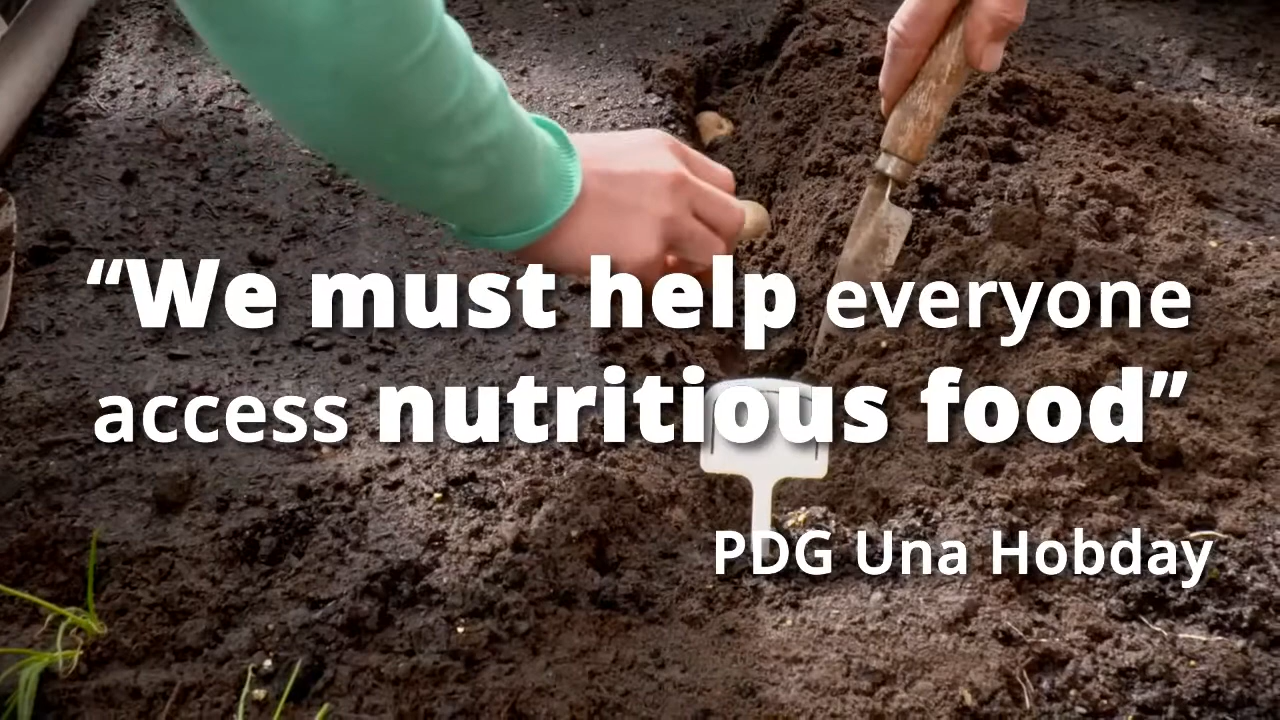 “We must help everyone
access nutritious food”
PDG Una Hobday